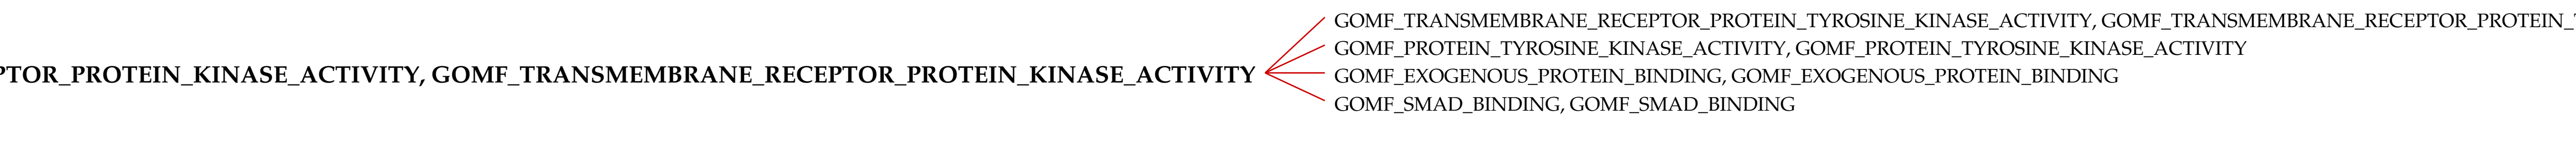 GOMF_TRANSMEMBRANE_RECEPTOR_PROTEIN_TYROSINE_KINASE_ACTIVITY, GOMF_TRANSMEMBRANE_RECEPTOR_PROTEIN_
GOMF_PROTEIN_TYROSINE_KINASE_ACTIVITY, GOMF_PROTEIN_TYROSINE_KINASE_ACTIVITY
PTOR_PROTEIN_KINASE_ACTIVITY, GOMF_TRANSMEMBRANE_RECEPTOR_PROTEIN_KINASE_ACTIVITY
GOMF_EXOGENOUS_PROTEIN_BINDING, GOMF_EXOGENOUS_PROTEIN_BINDING
GOMF_SMAD_BINDING, GOMF_SMAD_BINDING